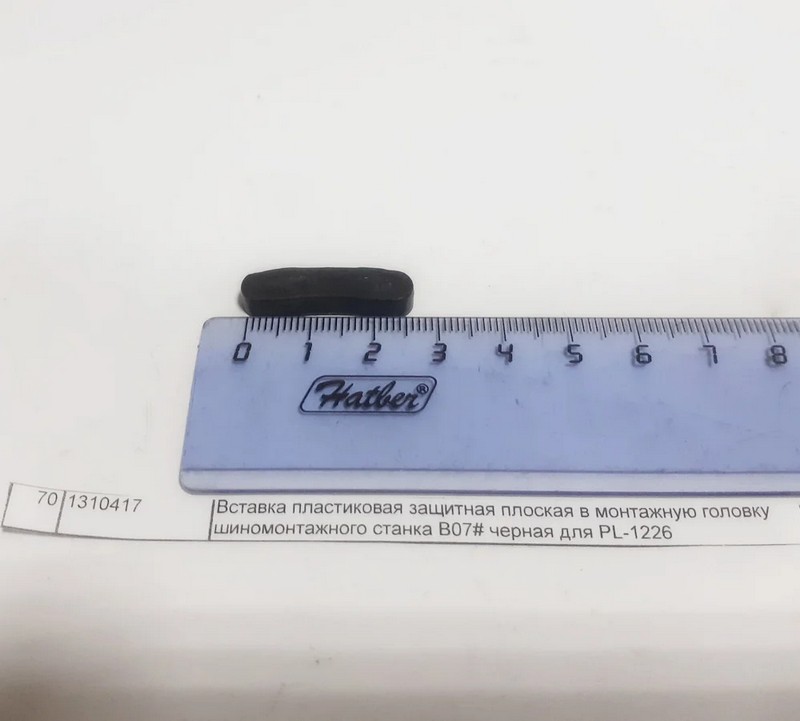 0 1 2 3 4 5 6 7 8
Hatber®
70 1310417 Вставка пластиковая защитная плоская в монтажную головку
шиномонтажного станка B07# черная для PL-1226